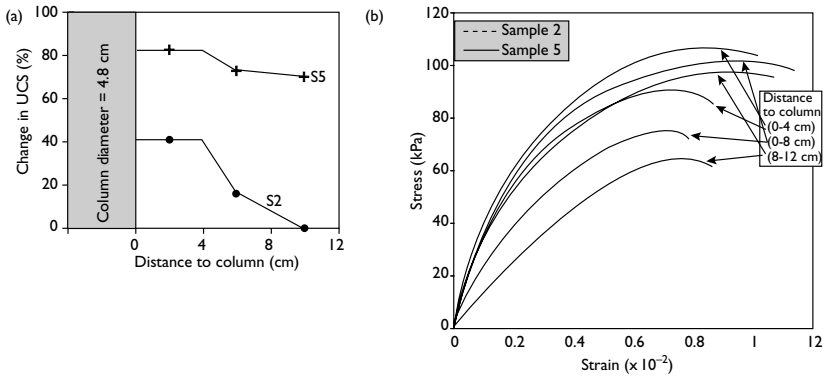 (a)
100
80
60
40
20
0
Change in UCS (%)
Column diameter = 4.8 cm
S5
S2
0 4 8 12
Distance to column (cm)
(b)
120
100
80
60
40
20
0
Stress (kPa)
Sample 2
Sample 5
Distance
to column
(0-4 cm)
(0-8 cm)
(8-12 cm)
0 0.2 0.4 0.6 0.8 1 12
Strain (× 10⁻²)